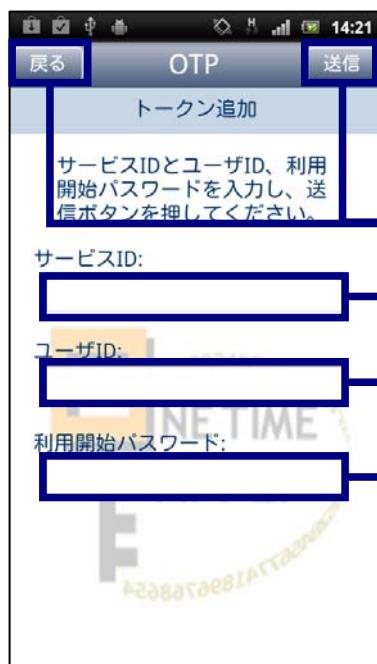 H 14:21
戻る OTP 送信
トークン追加
サービスIDとユーザID、利用
開始パスワードを入力し、送
信ボタンを押してください。
サービスID:
ユーザID:
NETIME
利用開始パスワード: